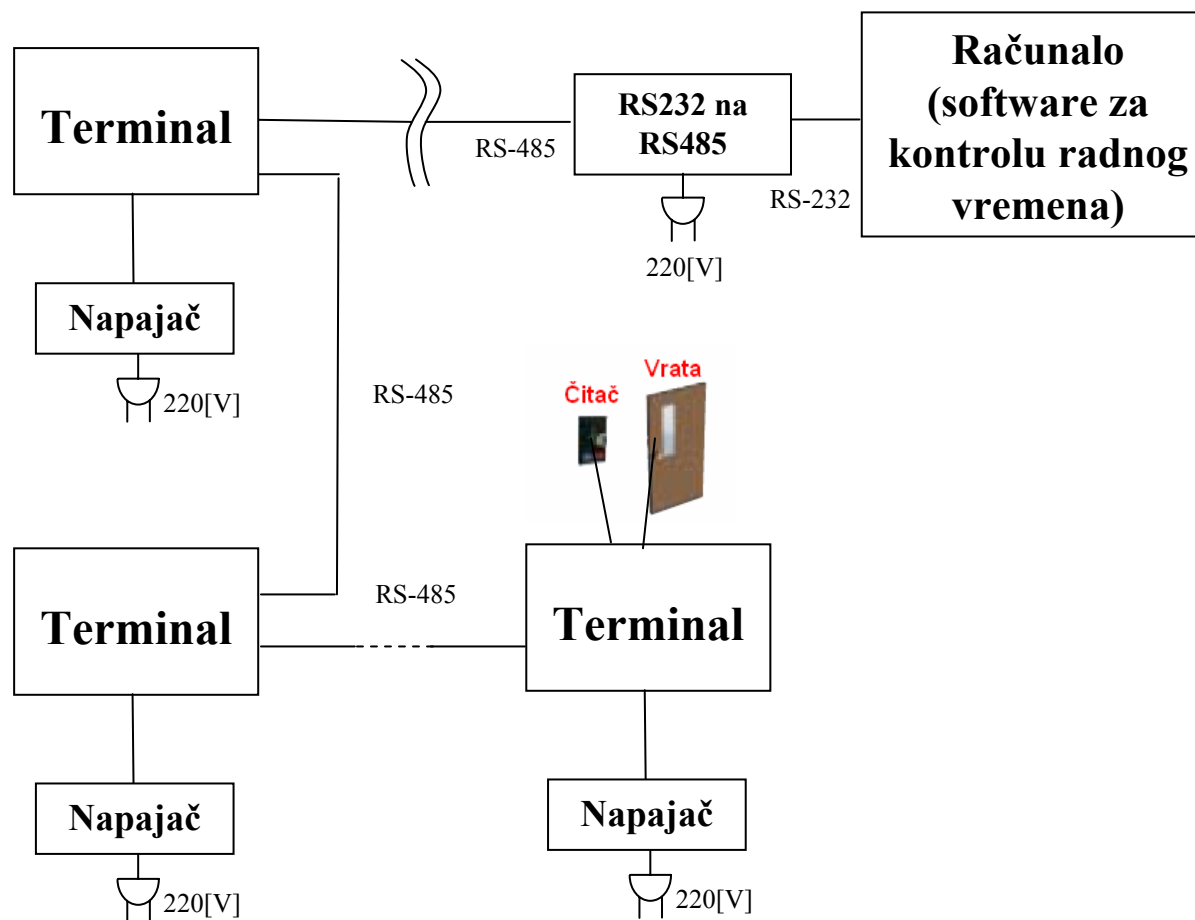 Terminal
RS-485
RS232 na
RS485
RS-232
Računalo
(software za
kontrolu radnog
vremena)
220[V]
Napajač
220[V]
RS-485
Čitač
Vrata
Terminal
RS-485
Terminal
Napajač
220[V]
Napajač
220[V]